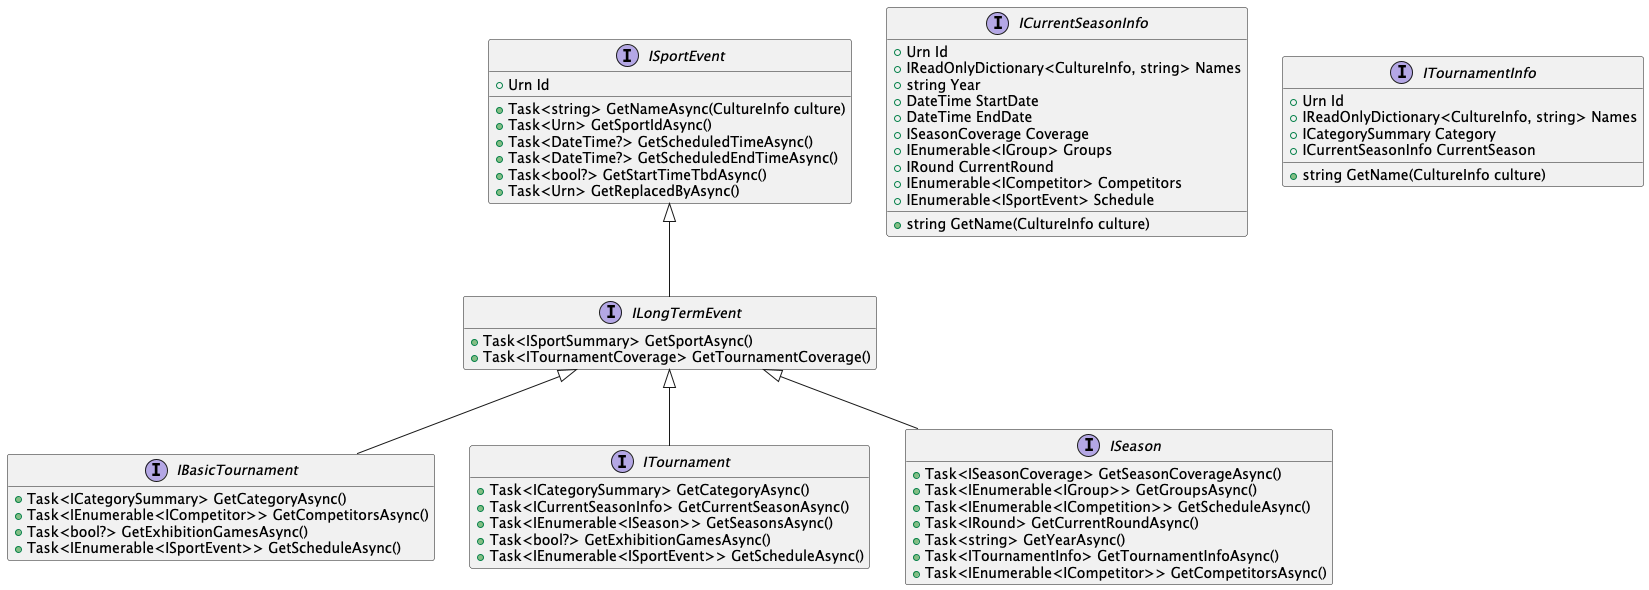 I ISportEvent
Urn Id
Task<string> GetNameAsync(CultureInfo culture)
Task<Urn> GetSportIdAsync()
Task<DateTime?> GetScheduledTimeAsync()
Task<DateTime?> GetScheduledEndTimeAsync()
Task<bool?> GetStartTimeTbdAsync()
Task<Urn> GetReplacedByAsync()
I ICurrentSeasonInfo
Urn Id
IReadOnlyDictionary<CultureInfo, string> Names
string Year
DateTime StartDate
DateTime EndDate
ISeasonCoverage Coverage
IEnumerable<IGroup> Groups
IRound CurrentRound
IEnumerable<ICompetitor> Competitors
IEnumerable<ISportEvent> Schedule
string GetName(CultureInfo culture)
I ITournamentInfo
Urn Id
IReadOnlyDictionary<CultureInfo, string> Names
ICategorySummary Category
ICurrentSeasonInfo CurrentSeason
string GetName(CultureInfo culture)
I ILongTermEvent
Task<ISportSummary> GetSportAsync()
Task<ITournamentCoverage> GetTournamentCoverage()
I IBasicTournament
Task<ICategorySummary> GetCategoryAsync()
Task<IEnumerable<ICompetitor>> GetCompetitorsAsync()
Task<bool?> GetExhibitionGamesAsync()
Task<IEnumerable<ISportEvent>> GetScheduleAsync()
I ITournament
Task<ICategorySummary> GetCategoryAsync()
Task<ICurrentSeasonInfo> GetCurrentSeasonAsync()
Task<IEnumerable<ISeason>> GetSeasonsAsync()
Task<bool?> GetExhibitionGamesAsync()
Task<IEnumerable<ISportEvent>> GetScheduleAsync()
I ISeason
Task<ISeasonCoverage> GetSeasonCoverageAsync()
Task<IEnumerable<IGroup>> GetGroupsAsync()
Task<IEnumerable<ICompetition>> GetScheduleAsync()
Task<IRound> GetCurrentRoundAsync()
Task<string> GetYearAsync()
Task<ITournamentInfo> GetTournamentInfoAsync()
Task<IEnumerable<ICompetitor>> GetCompetitorsAsync()